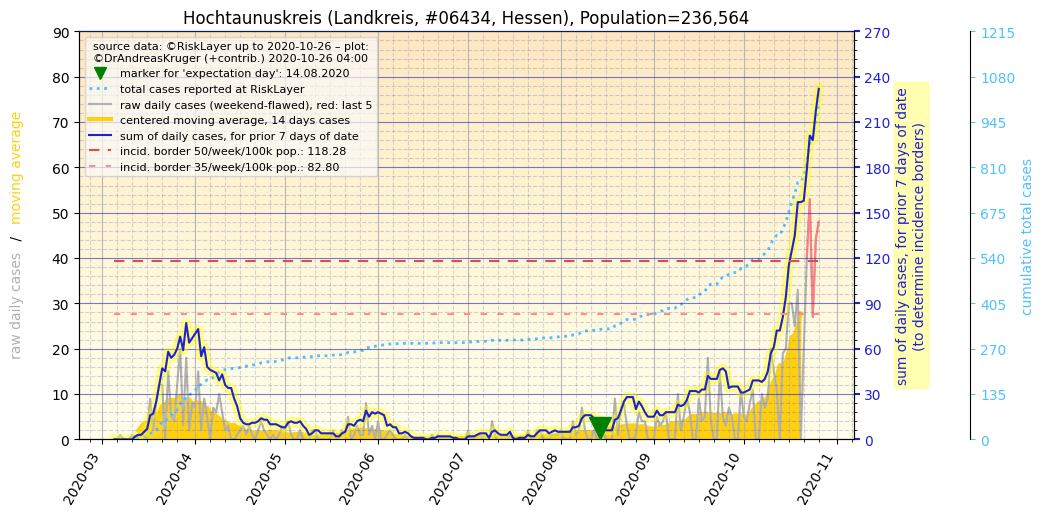 Hochtaunuskreis (Landkreis, #06434, Hessen), Population=236,564
source data: ©RiskLayer up to 2020-10-26 – plot:
©DrAndreasKruger (+contrib.) 2020-10-26 04:00
marker for 'expectation day': 14.08.2020
total cases reported at RiskLayer
raw daily cases (weekend-flawed), red: last 5
centered moving average, 14 days cases
sum of daily cases, for prior 7 days of date
incid. border 50/week/100k pop.: 118.28
incid. border 35/week/100k pop.: 82.80
raw daily cases / moving average
90
80
70
60
50
40
30
20
10
0
270
240
210
180
150
120
90
60
30
0
sum of daily cases, for prior 7 days of date
(to determine incidence borders)
1215
1080
945
810
675
540
405
270
135
0
cumulative total cases
2020-03
2020-04
2020-05
2020-06
2020-07
2020-08
2020-09
2020-10
2020-11